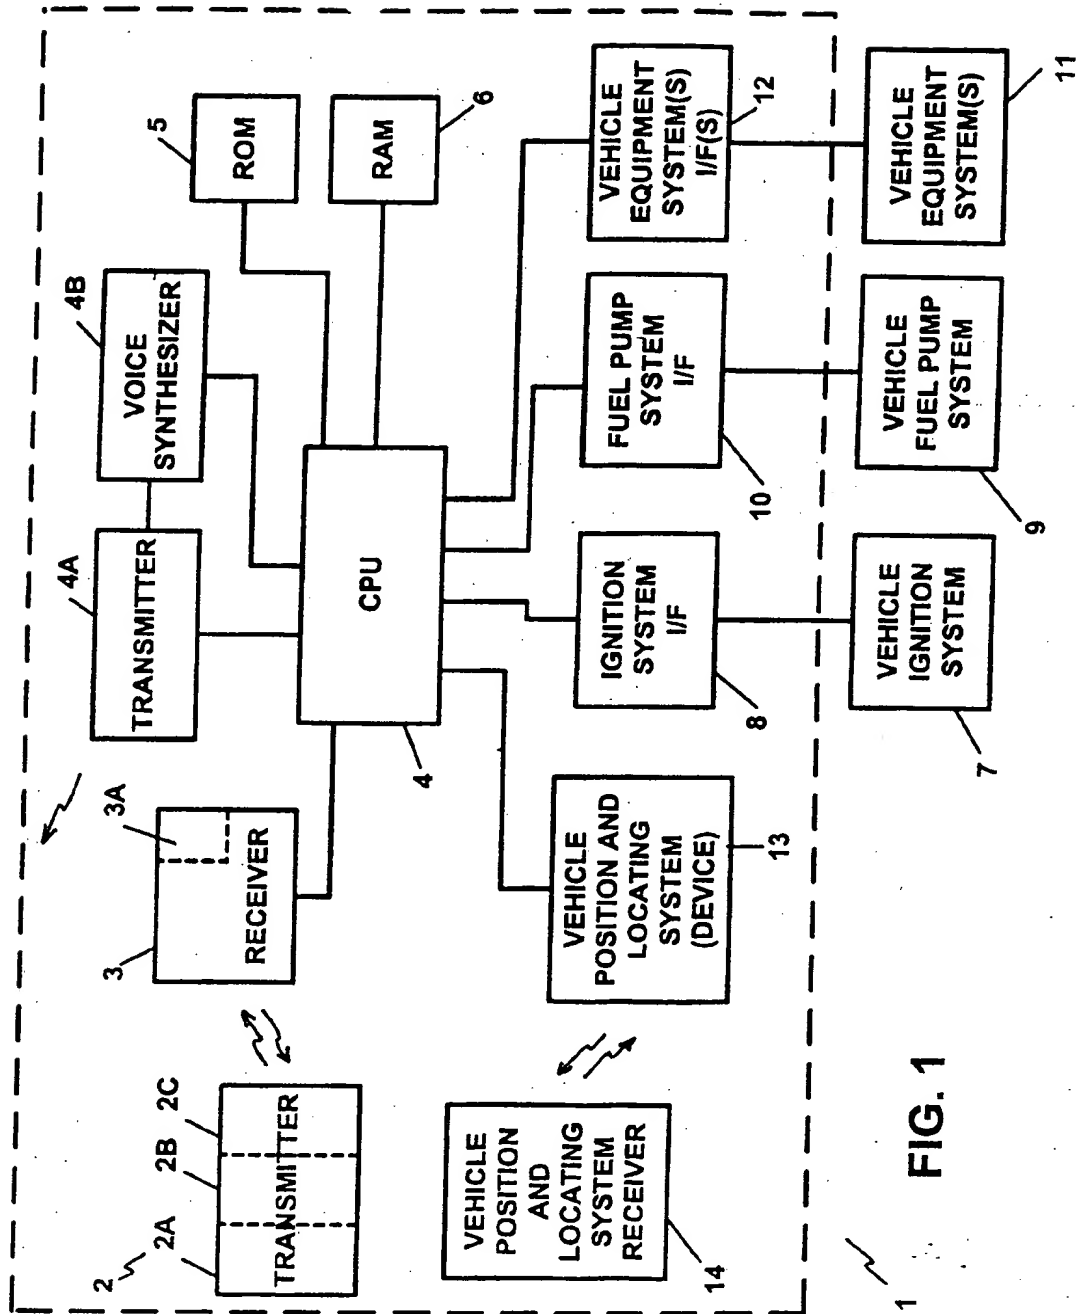 2
2A
2B
2C
TRANSMITTER
3
3A
RECEIVER
4A
TRANSMITTER
4B
VOICE
SYNTHESIZER
5
ROM
6
RAM
CPU
4
VEHICLE
POSITION
AND
LOCATING
SYSTEM
RECEIVER
14
VEHICLE
POSITION AND
LOCATING
SYSTEM
(DEVICE)
13
IGNITION
SYSTEM
I/F
8
FUEL PUMP
SYSTEM
I/F
10
VEHICLE
EQUIPMENT
SYSTEM(S)
I/F(S)
12
VEHICLE
IGNITION
SYSTEM
7
VEHICLE
FUEL PUMP
SYSTEM
9
VEHICLE
EQUIPMENT
SYSTEM(S)
11
1
FIG. 1